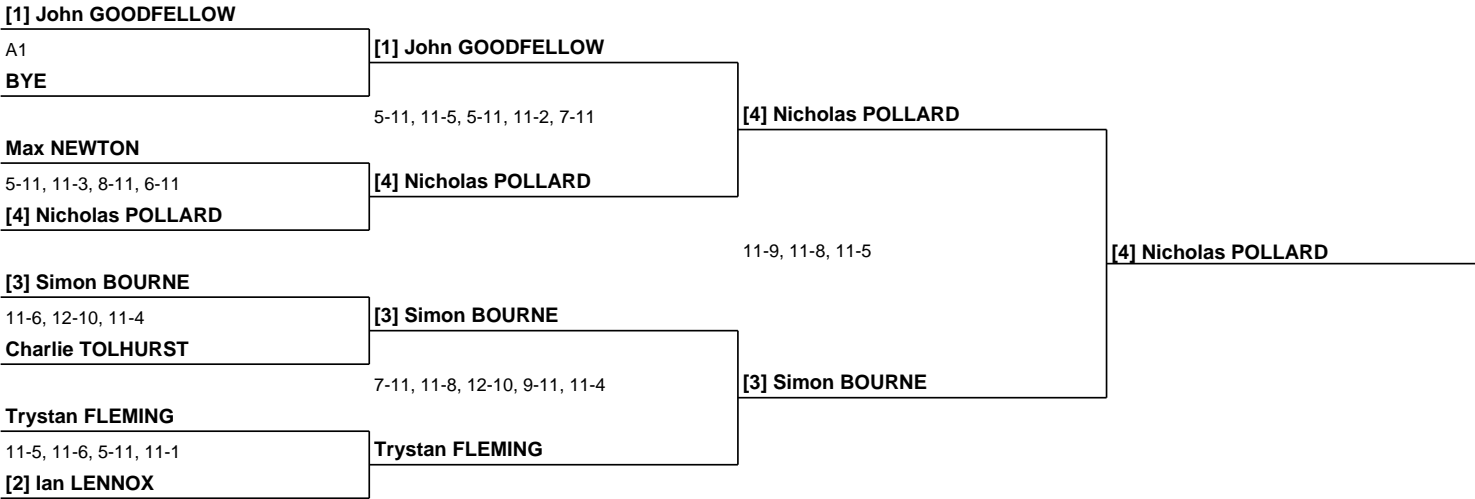 [1] John GOODFELLOW
A1
BYE
[1] John GOODFELLOW
5-11, 11-5, 5-11, 11-2, 7-11
[4] Nicholas POLLARD
Max NEWTON
5-11, 11-3, 8-11, 6-11
[4] Nicholas POLLARD
[4] Nicholas POLLARD
11-9, 11-8, 11-5
[4] Nicholas POLLARD
[3] Simon BOURNE
11-6, 12-10, 11-4
Charlie TOLHURST
[3] Simon BOURNE
7-11, 11-8, 12-10, 9-11, 11-4
[3] Simon BOURNE
Trystan FLEMING
11-5, 11-6, 5-11, 11-1
[2] Ian LENNOX
Trystan FLEMING